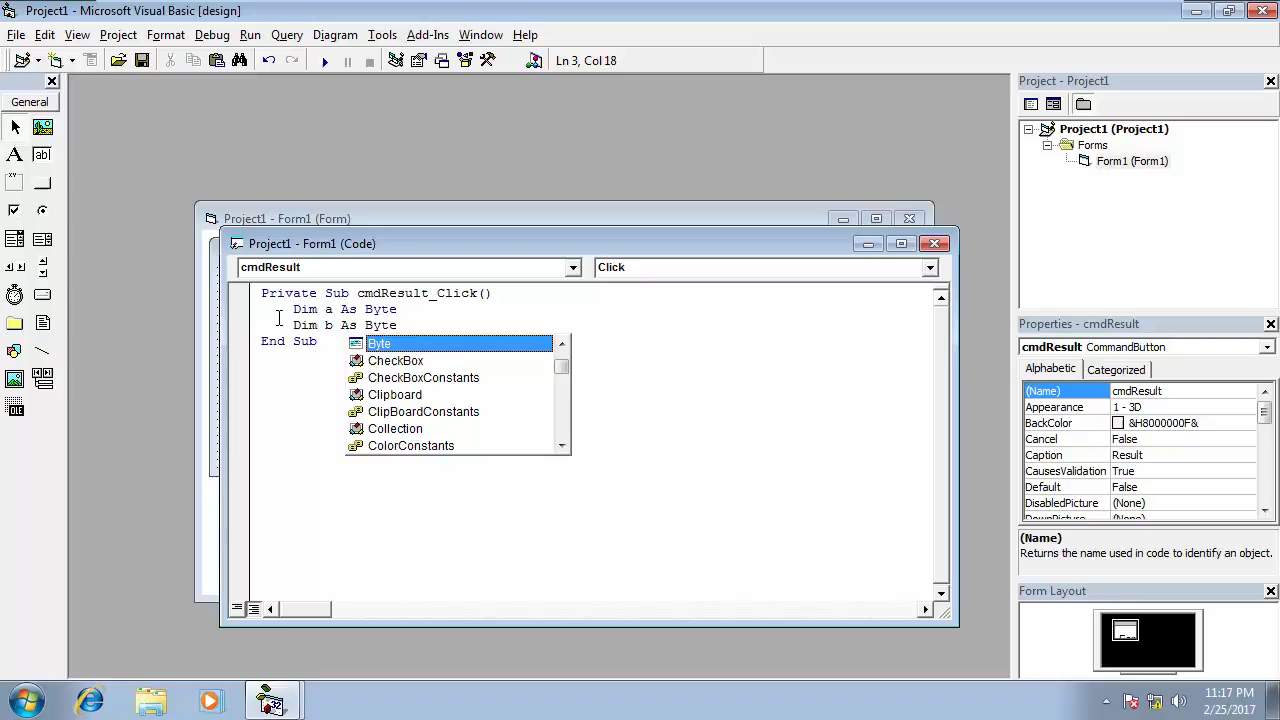 Project1 - Microsoft Visual Basic [design]
File Edit View Project Format Debug Run Query Diagram Tools Add-Ins Window Help
Ln 3, Col 18
General
Project - Project1
Project1 (Project1)
Forms
Form1 (Form1)
Project1 - Form1 (Form)
Project1 - Form1 (Code)
cmdResult Click
Private Sub cmdResult_Click()
Dim a As Byte
Dim b As Byte
End Sub
Byte
CheckBox
CheckBoxConstants
Clipboard
ClipBoardConstants
Collection
ColorConstants
Properties - cmdResult
cmdResult CommandButton
Alphabetic Categorized
(Name) cmdResult
Appearance 1 - 3D
BackColor &H8000000F&
Cancel False
Caption Result
CausesValidation True
Default False
DisabledPicture (None)
DownPicture (None)
(Name)
Returns the name used in code to identify an object.
Form Layout
11:17 PM
2/25/2017